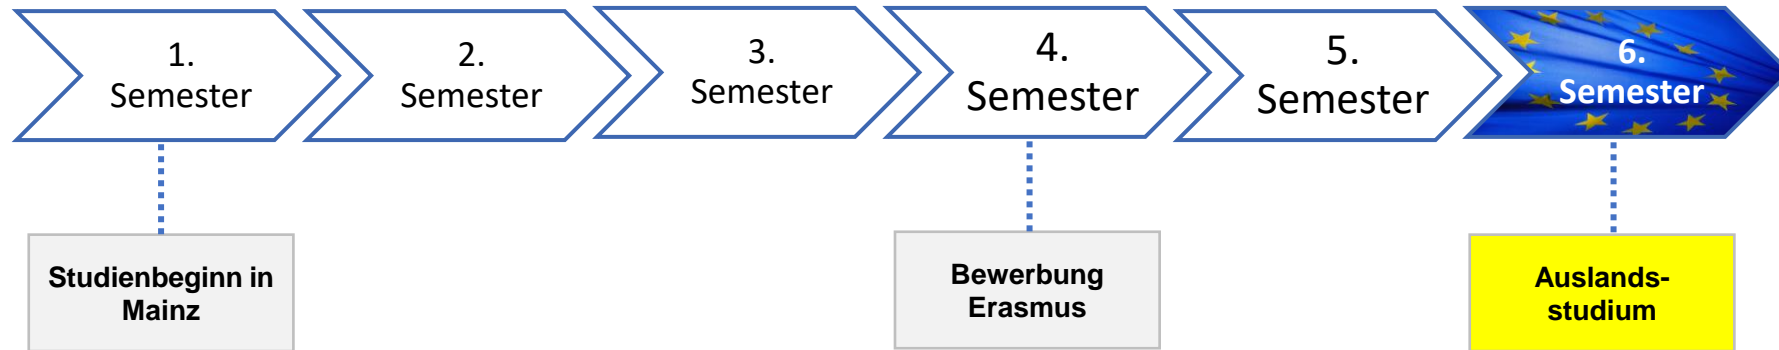 1.
Semester
2.
Semester
3.
Semester
4.
Semester
5.
Semester
6.
Semester
Studienbeginn in
Mainz
Bewerbung
Erasmus
Auslands-
studium